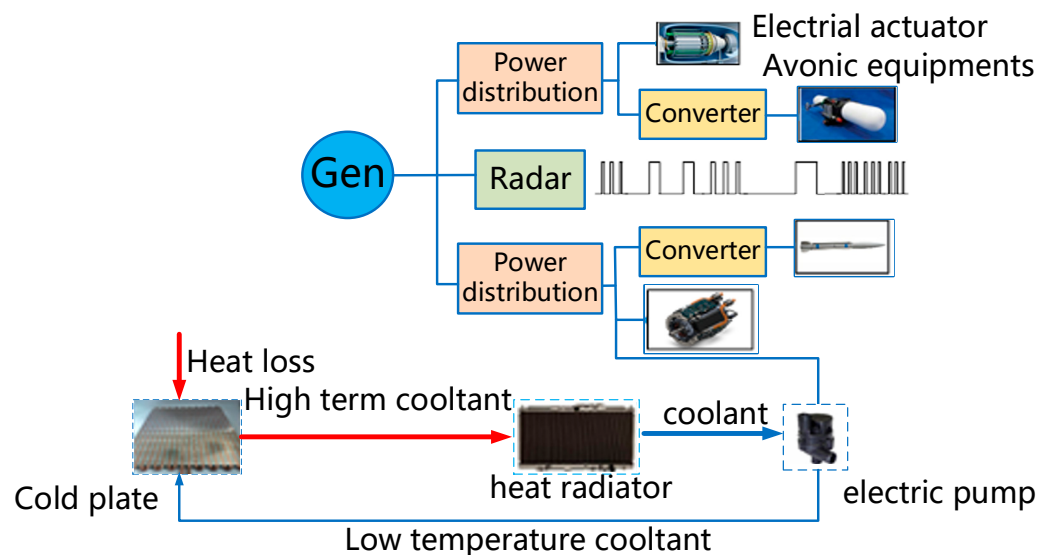 Electrial actuator
Avonic equipments
Power
distribution
Converter
Gen
Radar
Power
distribution
Converter
Heat loss
High term cooltant
coolant
Cold plate
heat radiator
electric pump
Low temperature cooltant